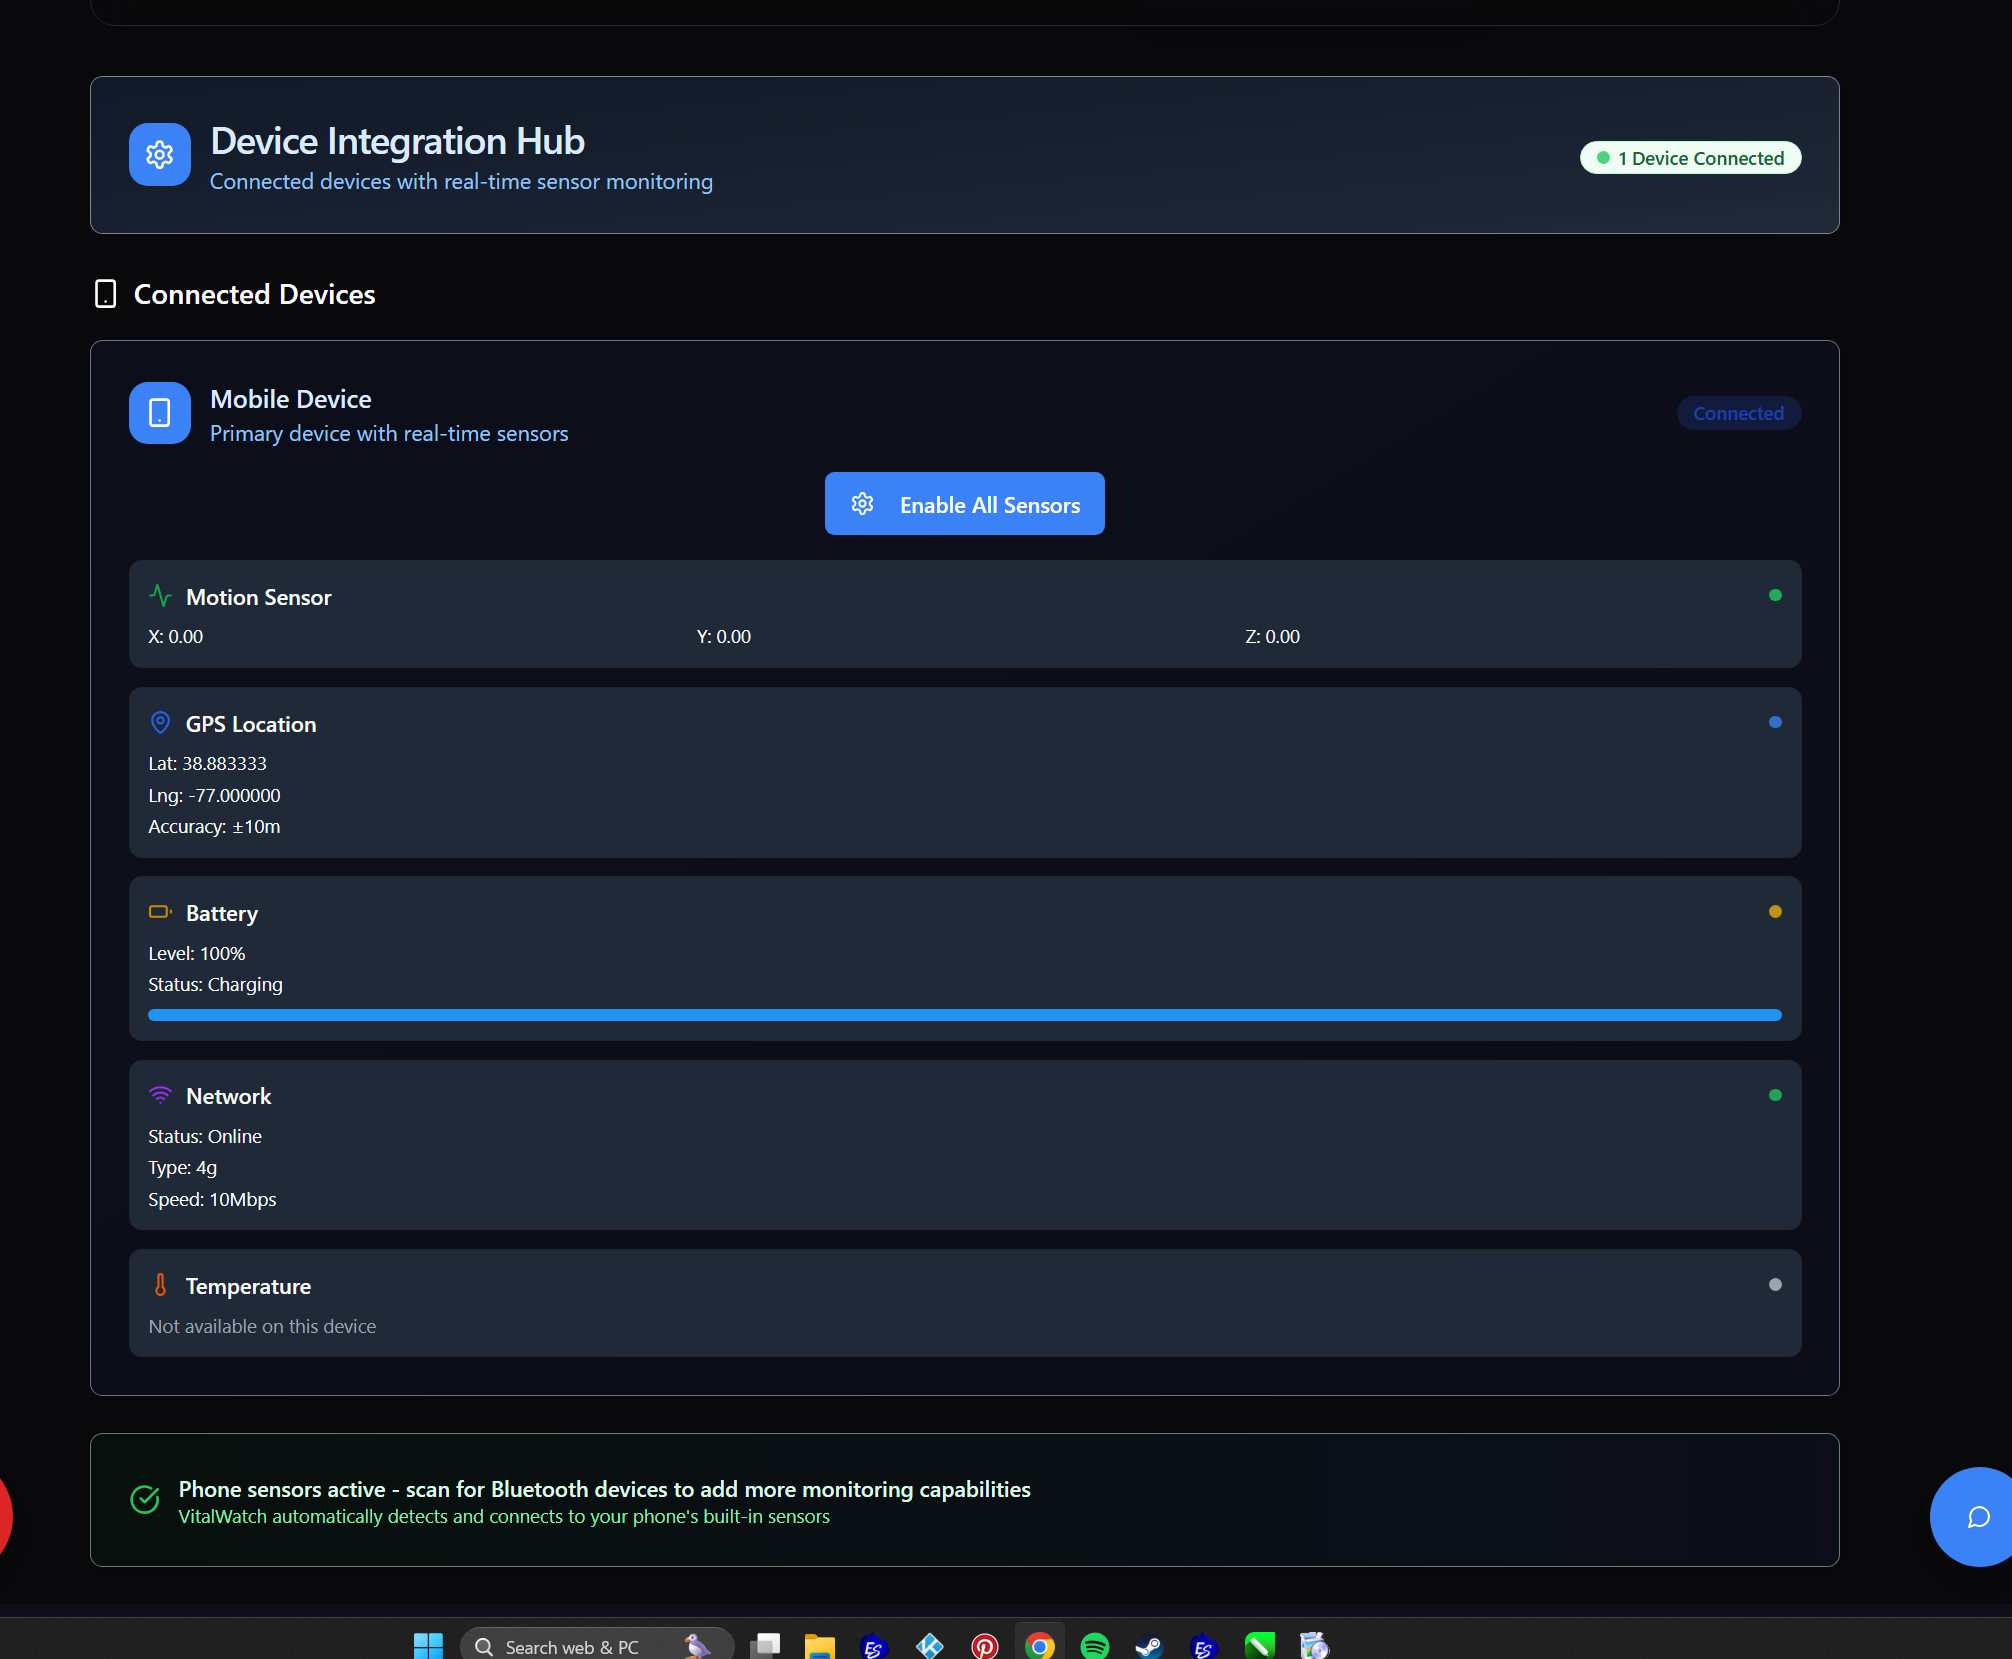 Device Integration Hub
Connected devices with real-time sensor monitoring
1 Device Connected
Connected Devices
Mobile Device
Primary device with real-time sensors
Connected
Enable All Sensors
Motion Sensor
X: 0.00 Y: 0.00 Z: 0.00
GPS Location
Lat: 38.883333
Lng: -77.000000
Accuracy: ±10m
Battery
Level: 100%
Status: Charging
Network
Status: Online
Type: 4g
Speed: 10Mbps
Temperature
Not available on this device
Phone sensors active - scan for Bluetooth devices to add more monitoring capabilities
VitalWatch automatically detects and connects to your phone's built-in sensors
Search web & PC
ES
ES